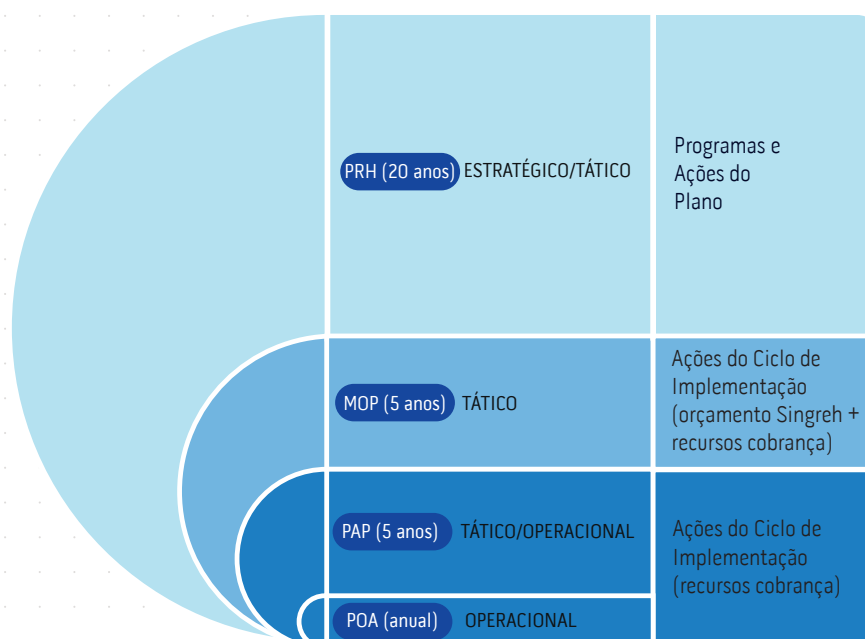 PRH (20 anos) ESTRATÉGICO/TÁTICO
Programas e
Ações do
Plano
MOP (5 anos) TÁTICO
Ações do Ciclo de
Implementação
(orçamento Singreh +
recursos cobrança)
PAP (5 anos) TÁTICO/OPERACIONAL
Ações do Ciclo de
Implementação
(recursos cobrança)
POA (anual) OPERACIONAL